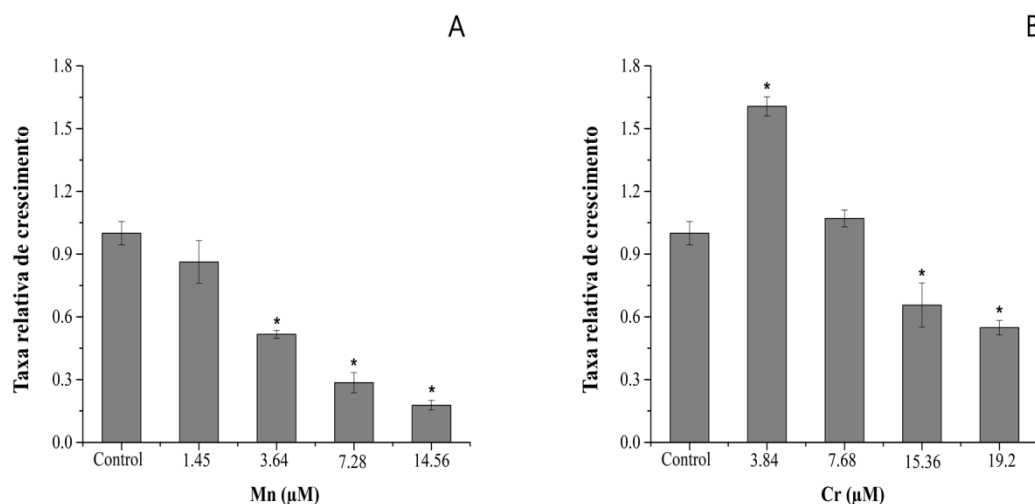 A
Taxa relativa de crescimento
1.8
1.5
1.2
0.9
0.6
0.3
0.0
*
*
*
Control 1.45 3.64 7.28 14.56
Mn (µM)
B
Taxa relativa de crescimento
1.8
1.5
1.2
0.9
0.6
0.3
0.0
*
*
*
Control 3.84 7.68 15.36 19.2
Cr (µM)